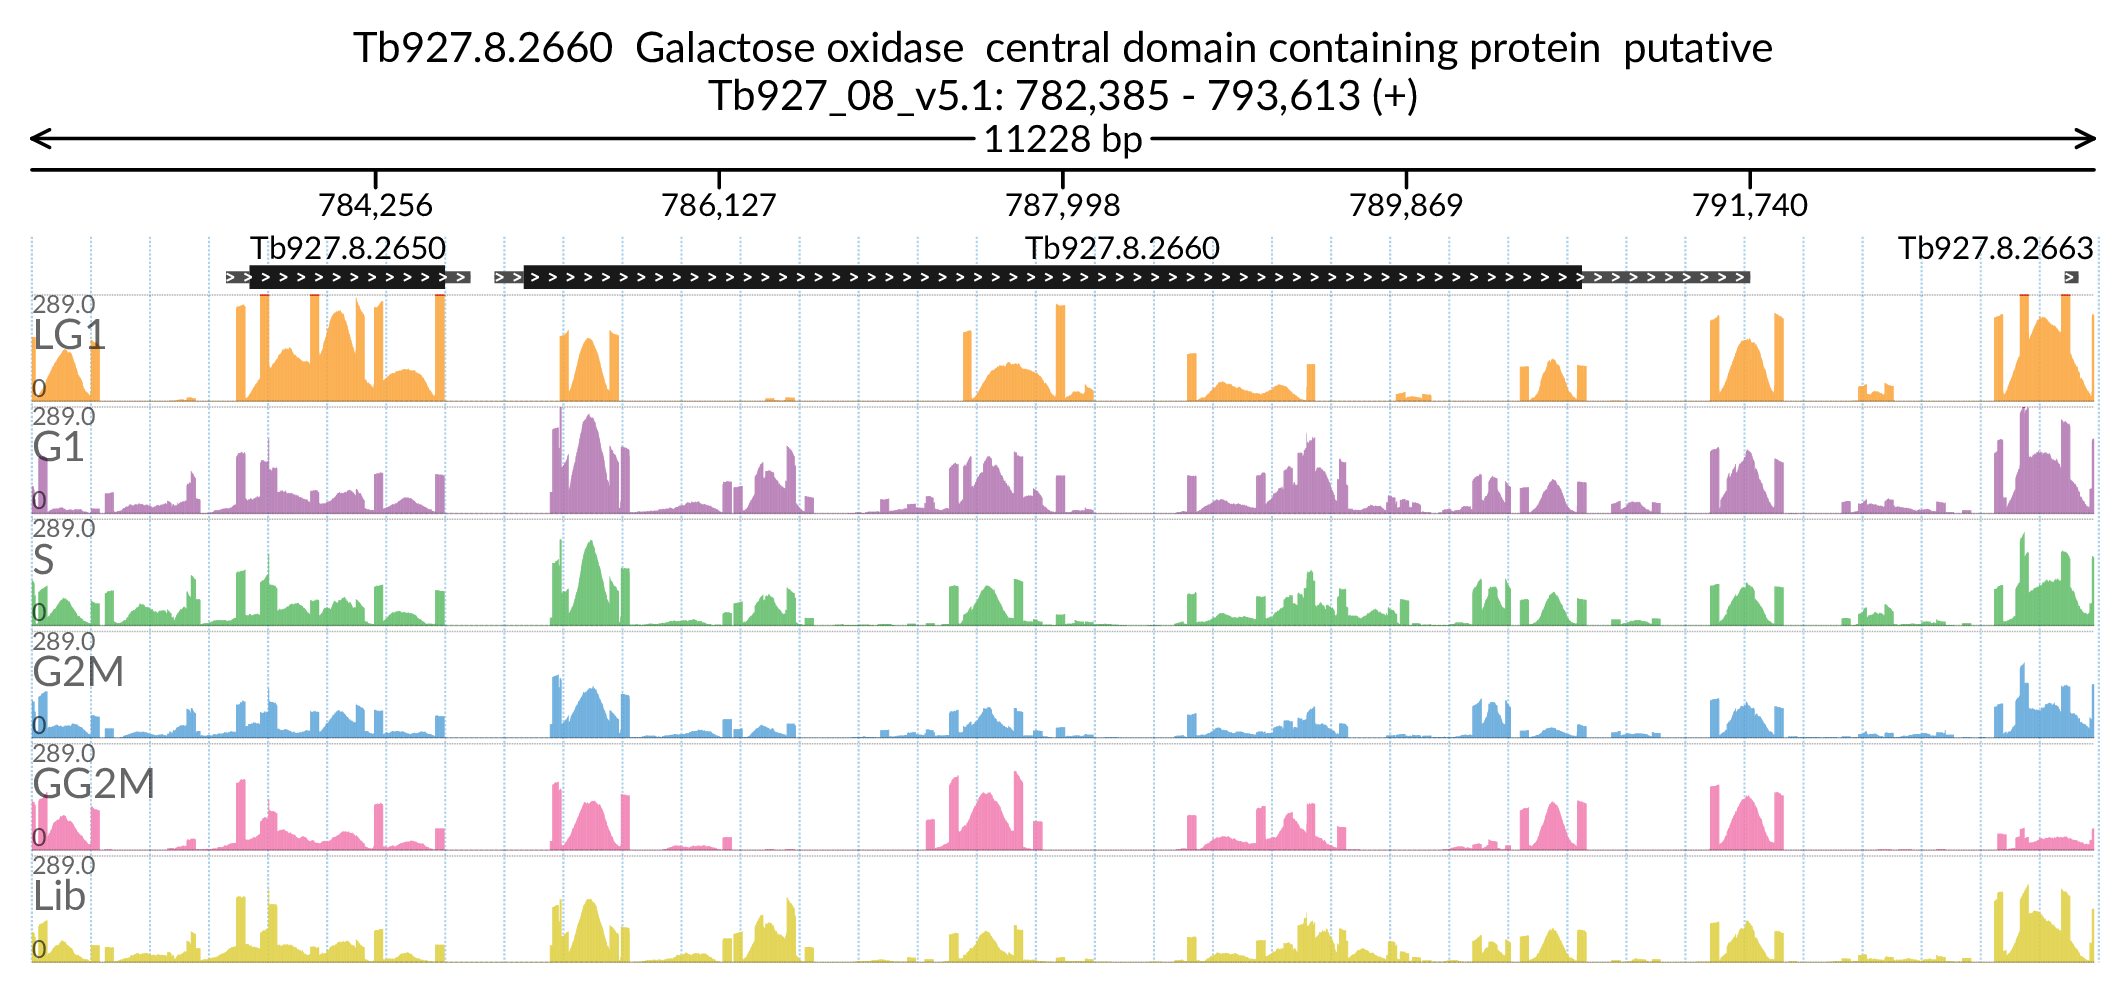 Tb927.8.2660  Galactose oxidase  central domain containing protein  putative
Tb927_08_v5.1: 782,385 - 793,613 (+)
11228 bp
784,256 786,127 787,998 789,869 791,740
Tb927.8.2650 Tb927.8.2660 Tb927.8.2663
289.0
LG1
0
289.0
G1
0
289.0
S
0
289.0
G2M
0
289.0
GG2M
0
289.0
Lib
0